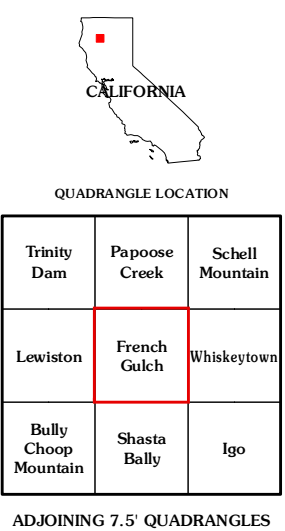 CALIFORNIA
QUADRANGLE LOCATION
Trinity
Dam
Papoose
Creek
Schell
Mountain
Lewiston
French
Gulch
Whiskeytown
Bully
Choop
Mountain
Shasta
Bally
Igo
ADJOINING 7.5' QUADRANGLES